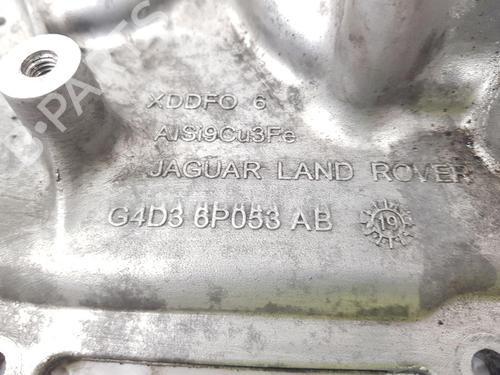 XDDFO 6
AlSi9Cu3Fe
JAGUAR LAND ROVER
G4D3 6P053 AB
19